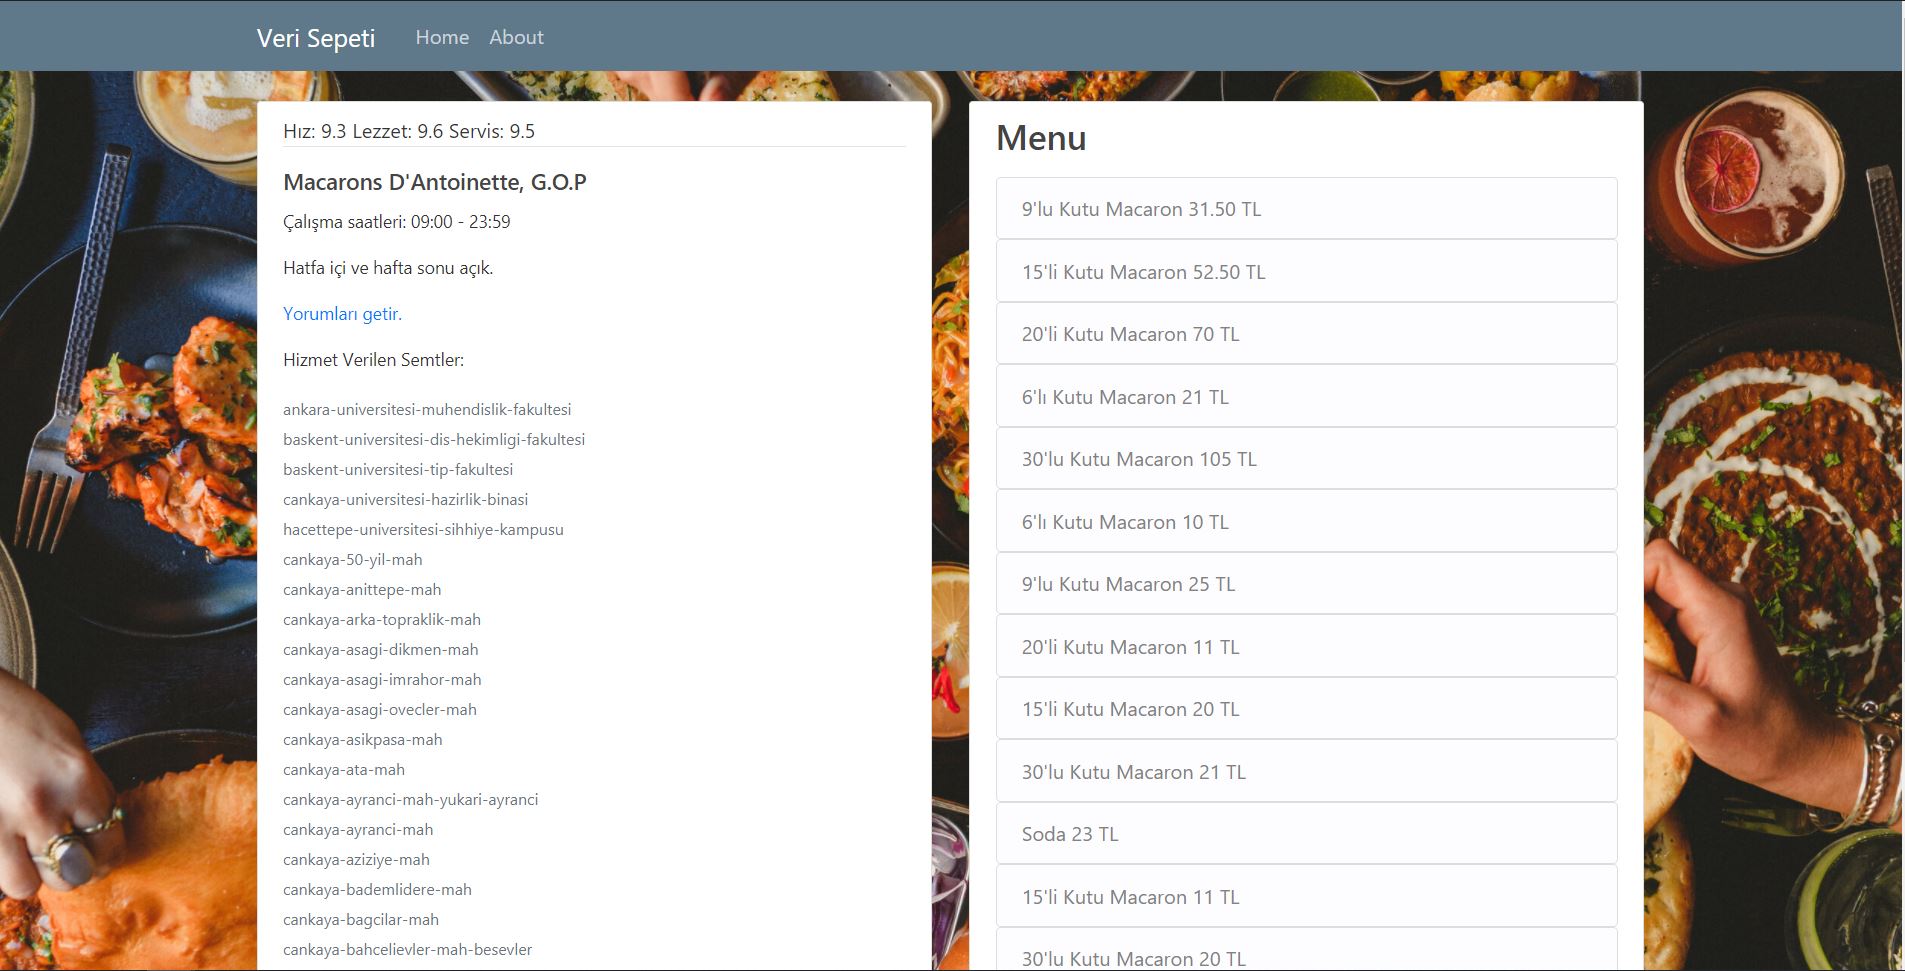 Veri Sepeti Home About
Hız: 9.3 Lezzet: 9.6 Servis: 9.5
Macarons D'Antoinette, G.O.P
Çalışma saatleri: 09:00 - 23:59
Hatfa içi ve hafta sonu açık.
Yorumları getir.
Hizmet Verilen Semtler:
ankara-universitesi-muhendislik-fakultesi
baskent-universitesi-dis-hekimligi-fakultesi
baskent-universitesi-tip-fakultesi
cankaya-universitesi-hazirlik-binasi
hacettepe-universitesi-sihhiye-kampusu
cankaya-50-yil-mah
cankaya-anittepe-mah
cankaya-arka-topraklik-mah
cankaya-asagi-dikmen-mah
cankaya-asagi-imrahor-mah
cankaya-asagi-ovecler-mah
cankaya-asikpasa-mah
cankaya-ata-mah
cankaya-ayranci-mah-yukari-ayranci
cankaya-ayranci-mah
cankaya-aziziye-mah
cankaya-bademlidere-mah
cankaya-bagcilar-mah
cankaya-bahcelievler-mah-besevler
Menu
9'lu Kutu Macaron 31.50 TL
15'li Kutu Macaron 52.50 TL
20'li Kutu Macaron 70 TL
6'lı Kutu Macaron 21 TL
30'lu Kutu Macaron 105 TL
6'lı Kutu Macaron 10 TL
9'lu Kutu Macaron 25 TL
20'li Kutu Macaron 11 TL
15'li Kutu Macaron 20 TL
30'lu Kutu Macaron 21 TL
Soda 23 TL
15'li Kutu Macaron 11 TL
30'lu Kutu Macaron 20 TL